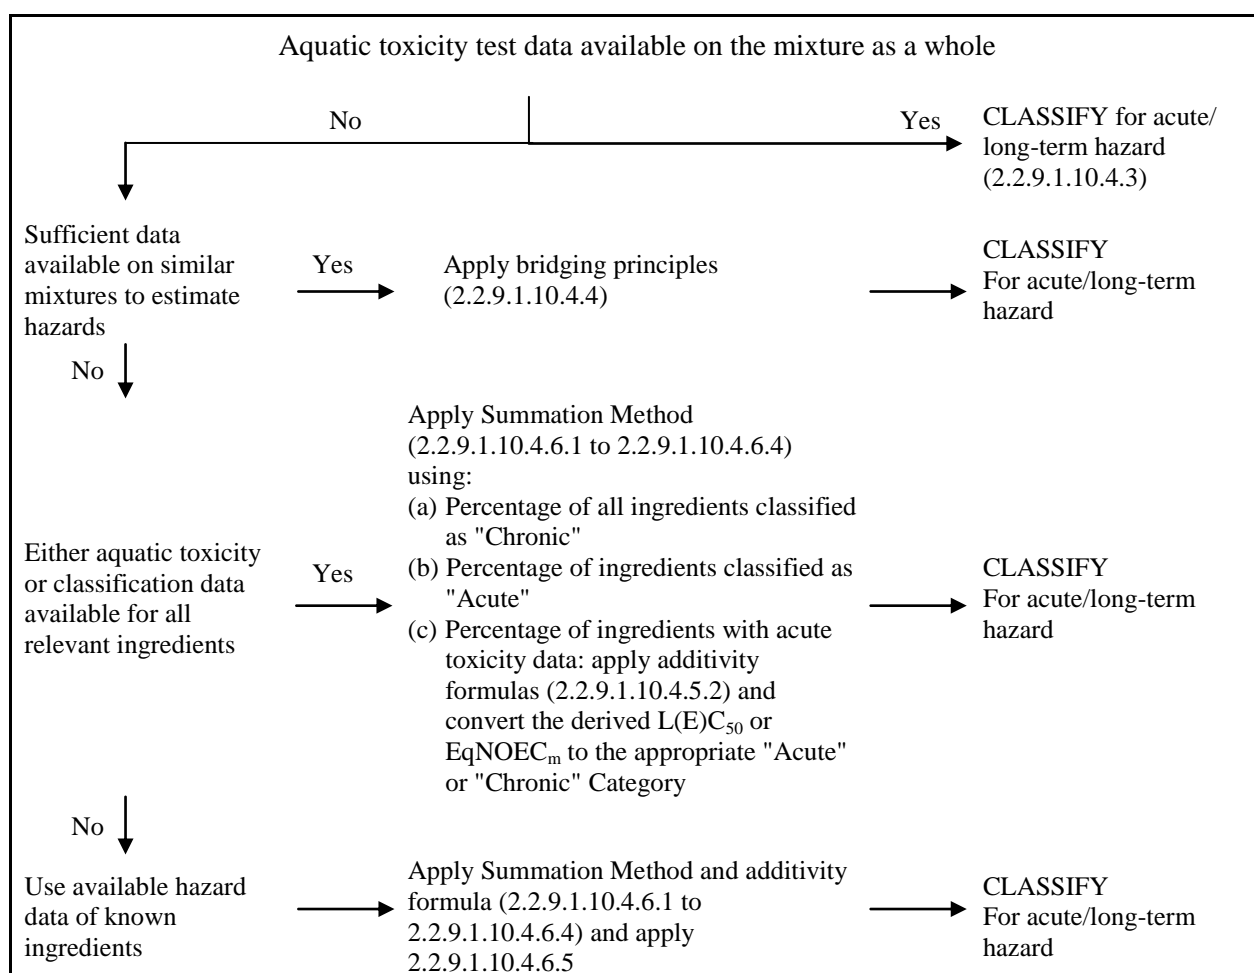 Aquatic toxicity test data available on the mixture as a whole
No
Yes
CLASSIFY for acute/
long-term hazard
(2.2.9.1.10.4.3)
Sufficient data
available on similar
mixtures to estimate
hazards
Yes
Apply bridging principles
(2.2.9.1.10.4.4)
CLASSIFY
For acute/long-term
hazard
No
Either aquatic toxicity
or classification data
available for all
relevant ingredients
Yes
Apply Summation Method
(2.2.9.1.10.4.6.1 to 2.2.9.1.10.4.6.4)
using:
(a) Percentage of all ingredients classified
as "Chronic"
(b) Percentage of ingredients classified as
"Acute"
(c) Percentage of ingredients with acute
toxicity data: apply additivity
formulas (2.2.9.1.10.4.5.2) and
convert the derived L(E)C50 or
EqNOECm to the appropriate "Acute"
or "Chronic" Category
CLASSIFY
For acute/long-term
hazard
No
Use available hazard
data of known
ingredients
Apply Summation Method and additivity
formula (2.2.9.1.10.4.6.1 to
2.2.9.1.10.4.6.4) and apply
2.2.9.1.10.4.6.5
CLASSIFY
For acute/long-term
hazard